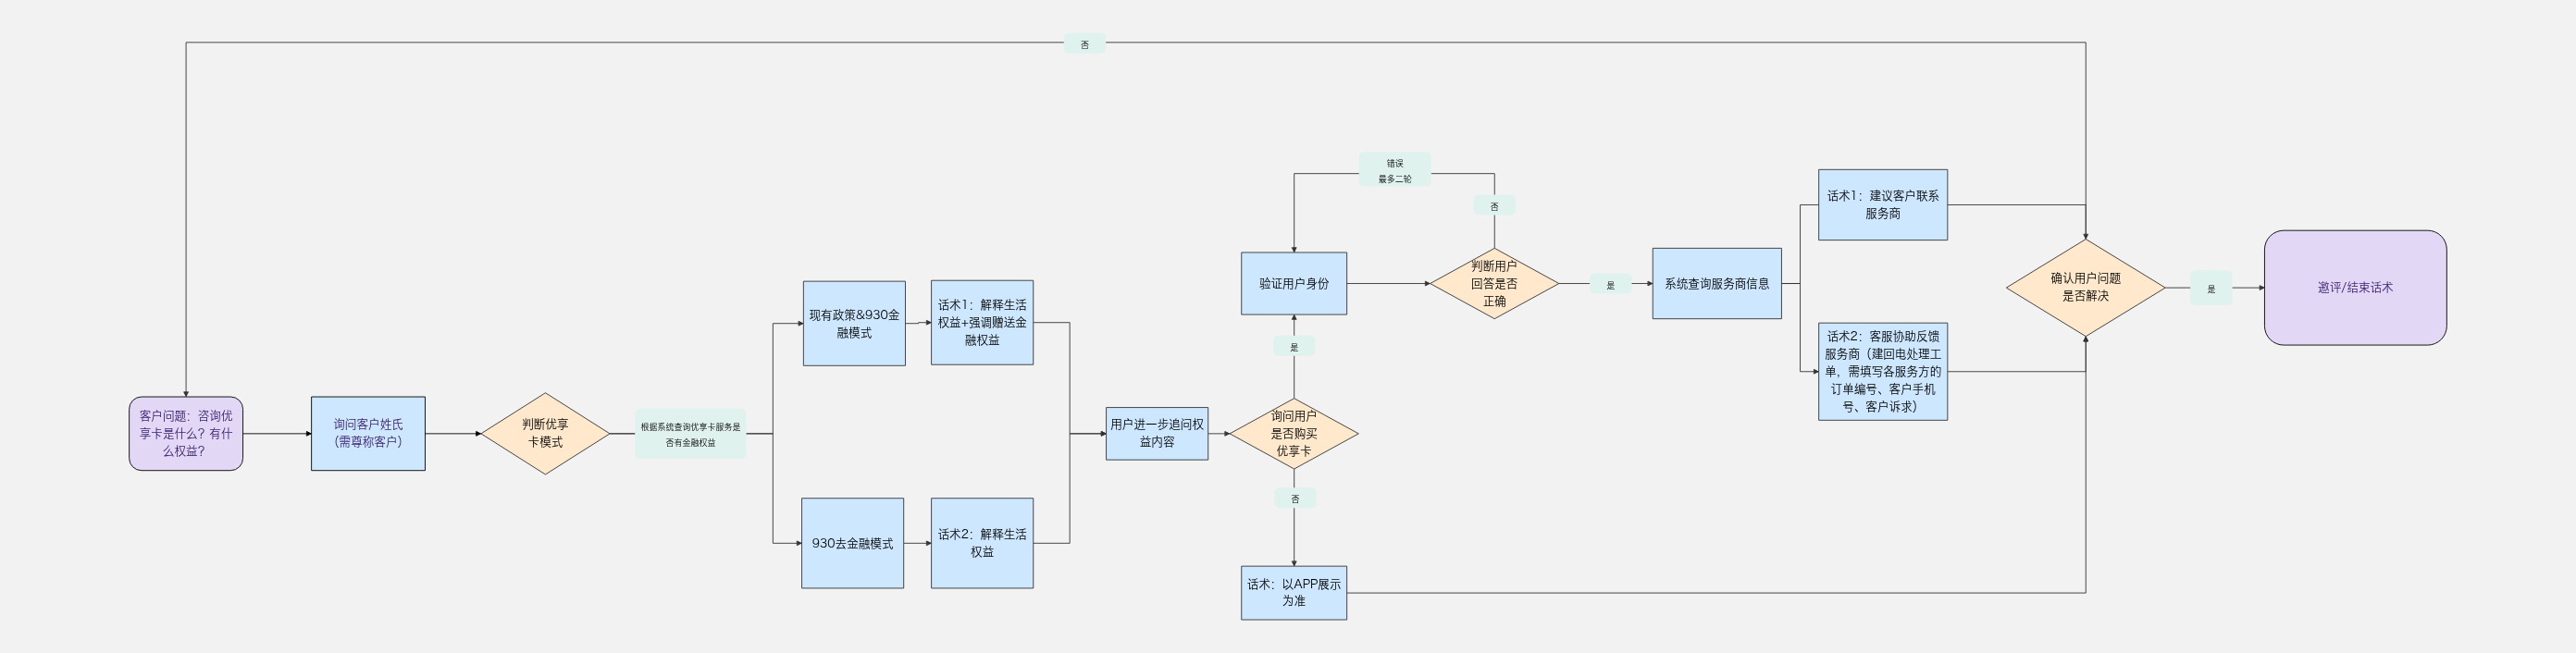 否
客户问题：咨询优
享卡是什么？有什
么权益？
询问客户姓氏
（需尊称客户）
判断优享
卡模式
根据系统查询优享卡服务是
否有金融权益
现有政策&930金
融模式
话术1：解释生活
权益+强调赠送金
融权益
930去金融模式
话术2：解释生活
权益
用户进一步追问权
益内容
询问用户
是否购买
优享卡
是
否
话术：以APP展示
为准
验证用户身份
错误
最多二轮
否
判断用户
回答是否
正确
是
系统查询服务商信息
话术1：建议客户联系
服务商
话术2：客服协助反馈
服务商（建回电处理工
单，需填写各服务方的
订单编号、客户手机
号、客户诉求）
确认用户问题
是否解决
是
邀评/结束话术